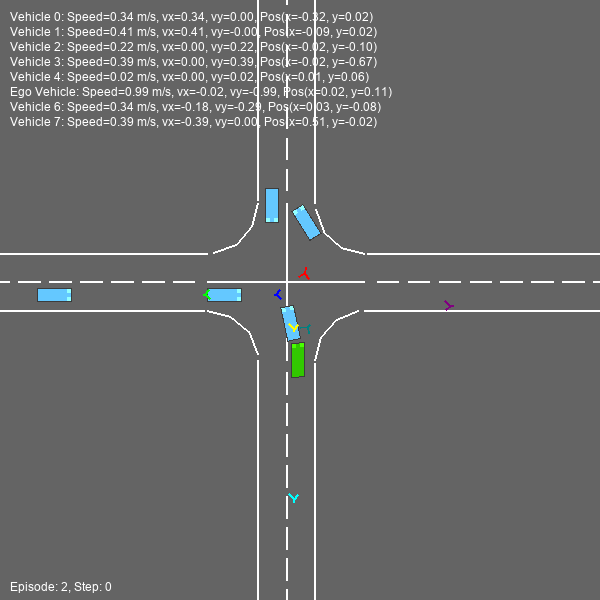 Vehicle 0: Speed=0.34 m/s, vx=0.34, vy=0.00, Pos(x=-0.32, y=0.02)
Vehicle 1: Speed=0.41 m/s, vx=0.41, vy=-0.00, Pos(x=-0.09, y=0.02)
Vehicle 2: Speed=0.22 m/s, vx=0.00, vy=0.22, Pos(x=-0.02, y=-0.10)
Vehicle 3: Speed=0.39 m/s, vx=0.00, vy=0.39, Pos(x=-0.02, y=-0.67)
Vehicle 4: Speed=0.02 m/s, vx=0.00, vy=0.02, Pos(x=0.01, y=0.06)
Ego Vehicle: Speed=0.99 m/s, vx=-0.02, vy=-0.99, Pos(x=0.02, y=0.11)
Vehicle 6: Speed=0.34 m/s, vx=-0.18, vy=-0.29, Pos(x=0.03, y=-0.08)
Vehicle 7: Speed=0.39 m/s, vx=-0.39, vy=0.00, Pos(x=0.51, y=-0.02)
Episode: 2, Step: 0